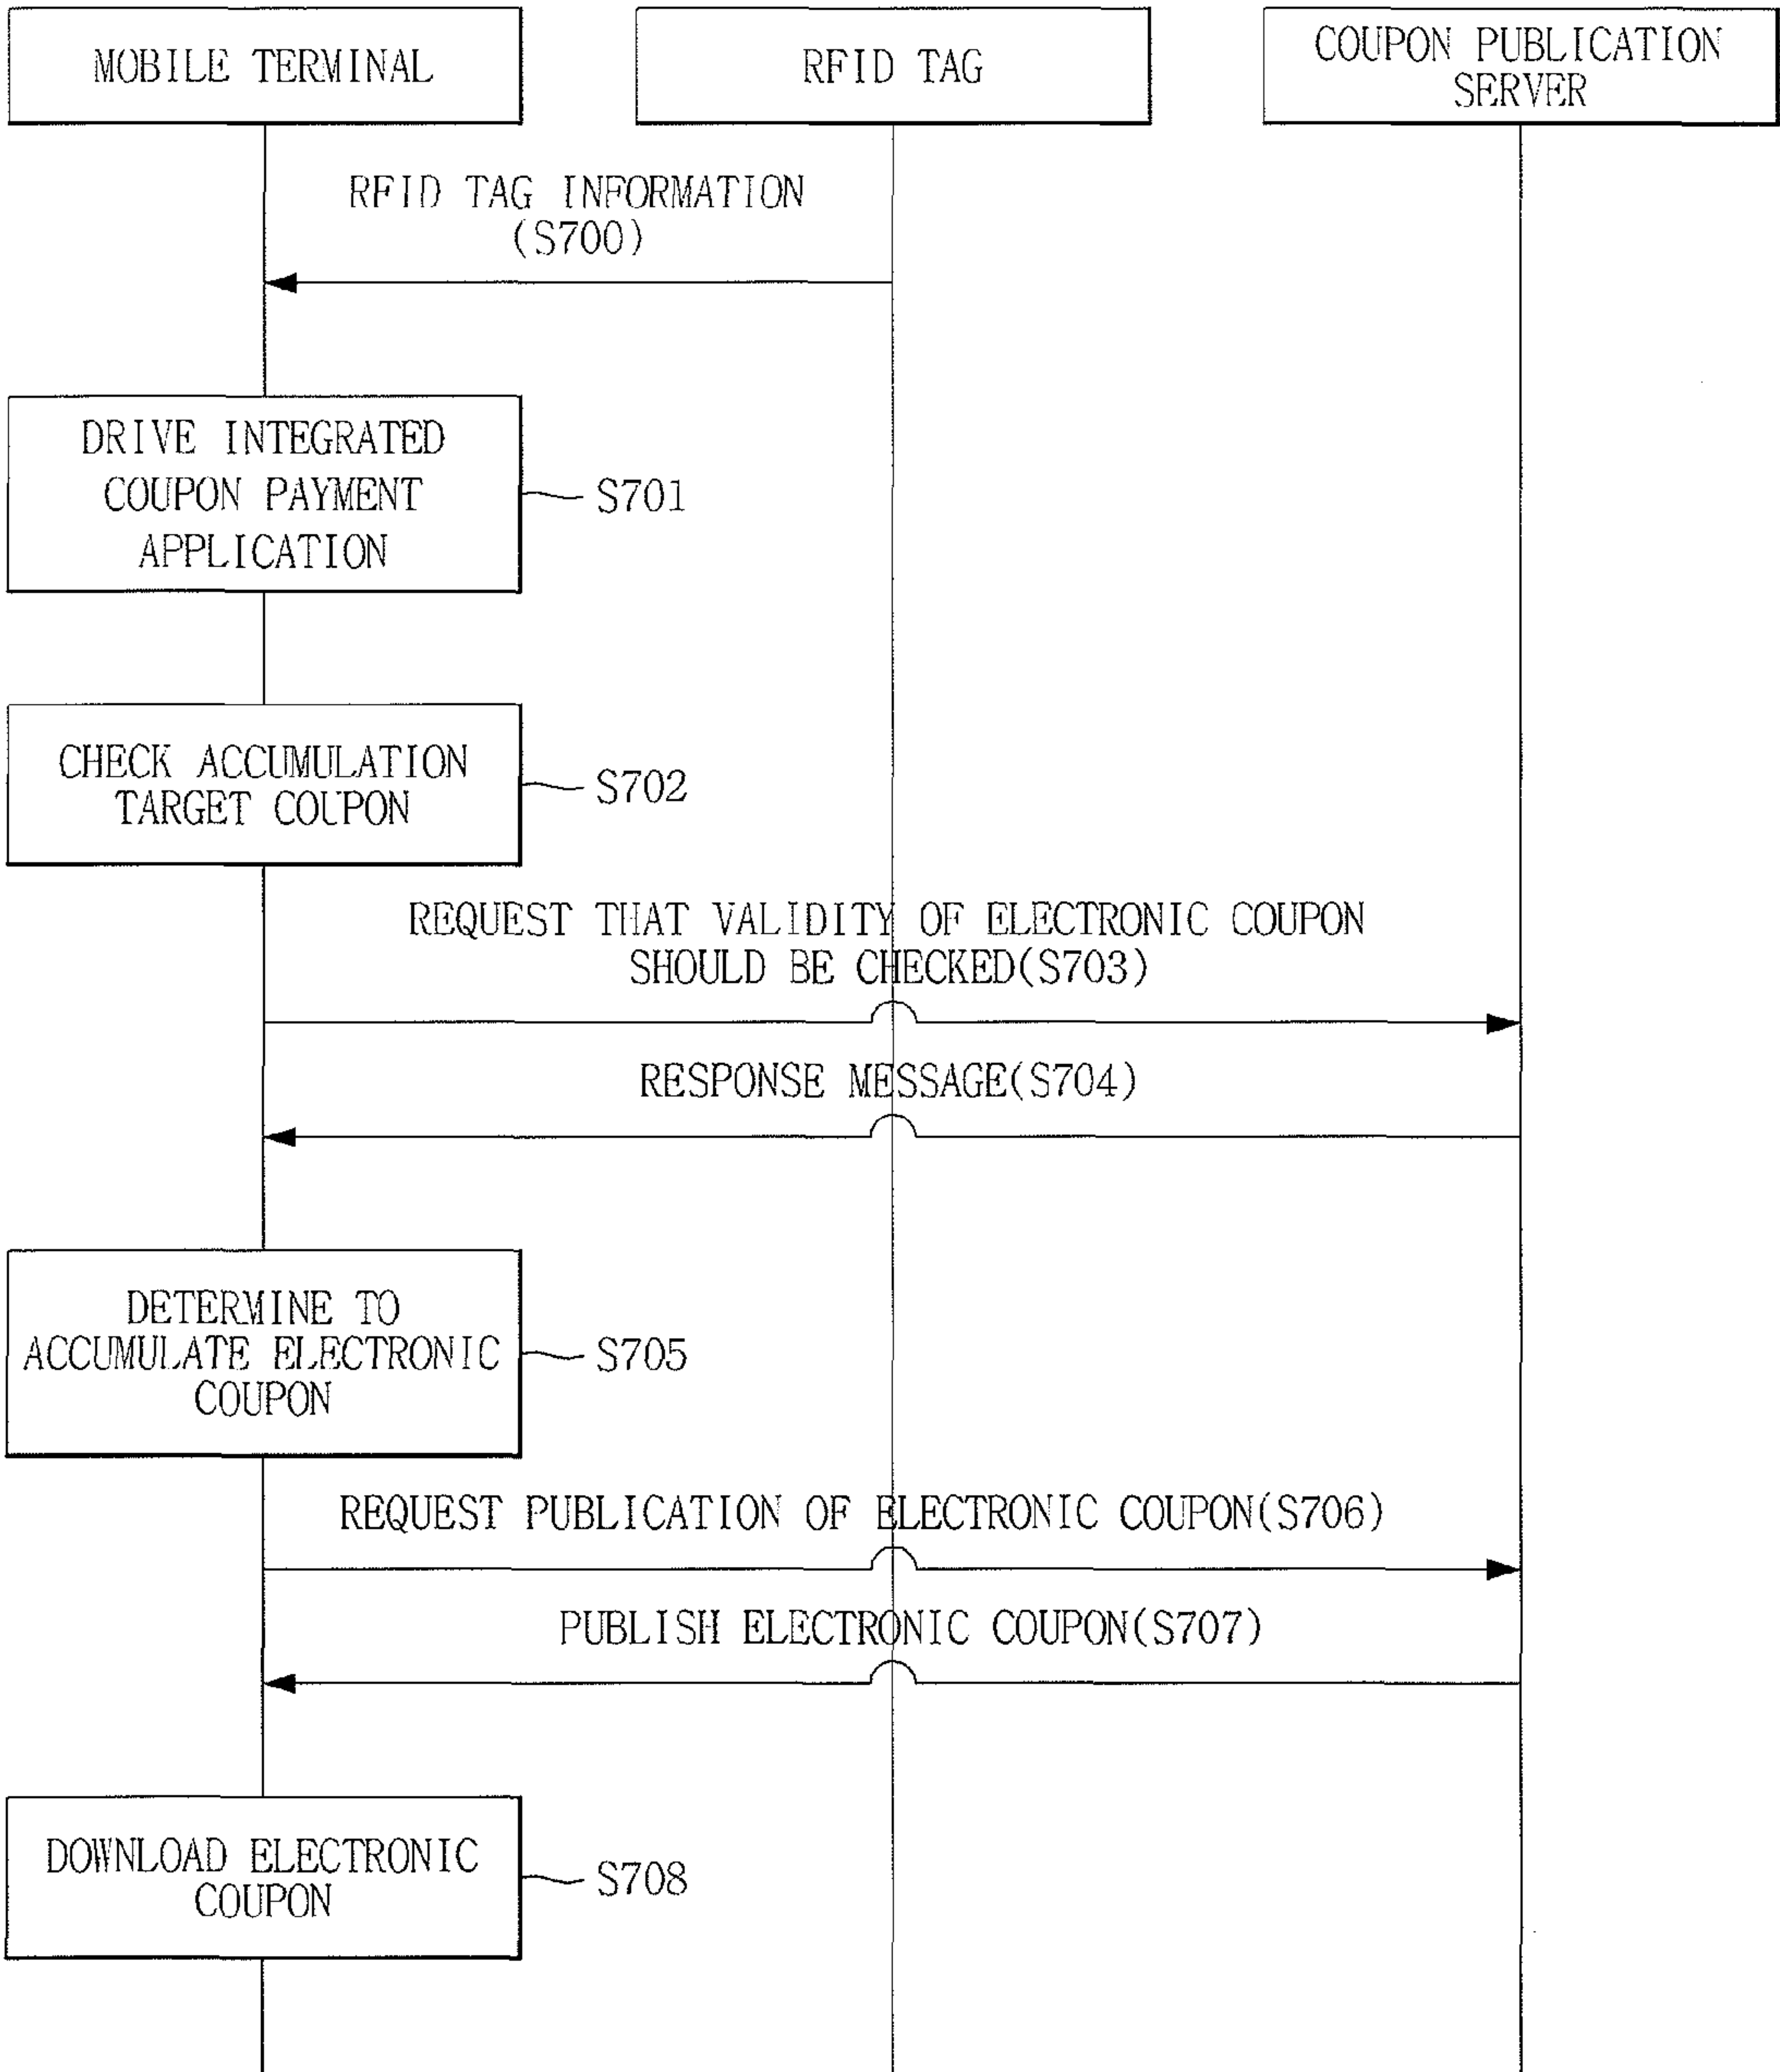 MOBILE TERMINAL
RFID TAG
COUPON PUBLICATION
SERVER
RFID TAG INFORMATION
(S700)
DRIVE INTEGRATED
COUPON PAYMENT
APPLICATION
S701
CHECK ACCUMULATION
TARGET COUPON
S702
REQUEST THAT VALIDITY OF ELECTRONIC COUPON
SHOULD BE CHECKED(S703)
RESPONSE MESSAGE(S704)
DETERMINE TO
ACCUMULATE ELECTRONIC
COUPON
S705
REQUEST PUBLICATION OF ELECTRONIC COUPON(S706)
PUBLISH ELECTRONIC COUPON(S707)
DOWNLOAD ELECTRONIC
COUPON
S708